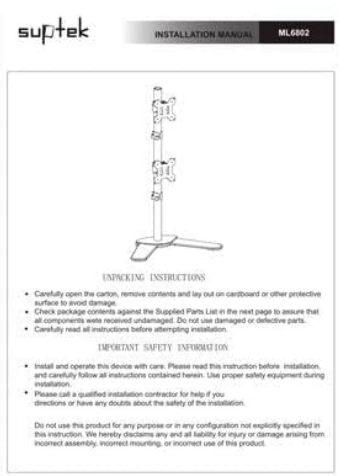 suptek
INSTALLATION MANUAL ML6802
UNPACKING INSTRUCTIONS
• Carefully open the carton, remove contents and lay out on cardboard or other protective
surface to avoid damage.
• Check package contents against the Supplied Parts List in the next page to assure that
all components wete received undamaged. Do not use damaged or defective parts.
• Carefully read all instructions before attempting installation.
IMPORTANT SAFETY INFORMATION
• Install and operate this device with care. Please read this instruction before installation,
and carefully follow all instructions contained herein. Use proper safety equipment during
installation.
• Please call a qualified installation contractor for help if you
directions or have any doubts about the safety of the installation.
Do not use this product for any purpose or in any configuration not explicitly specified in
this instruction. We hereby disclaims any and all liability for injury or damage arising from
incorrect assembly, incorrect mounting, or incorrect use of this product.